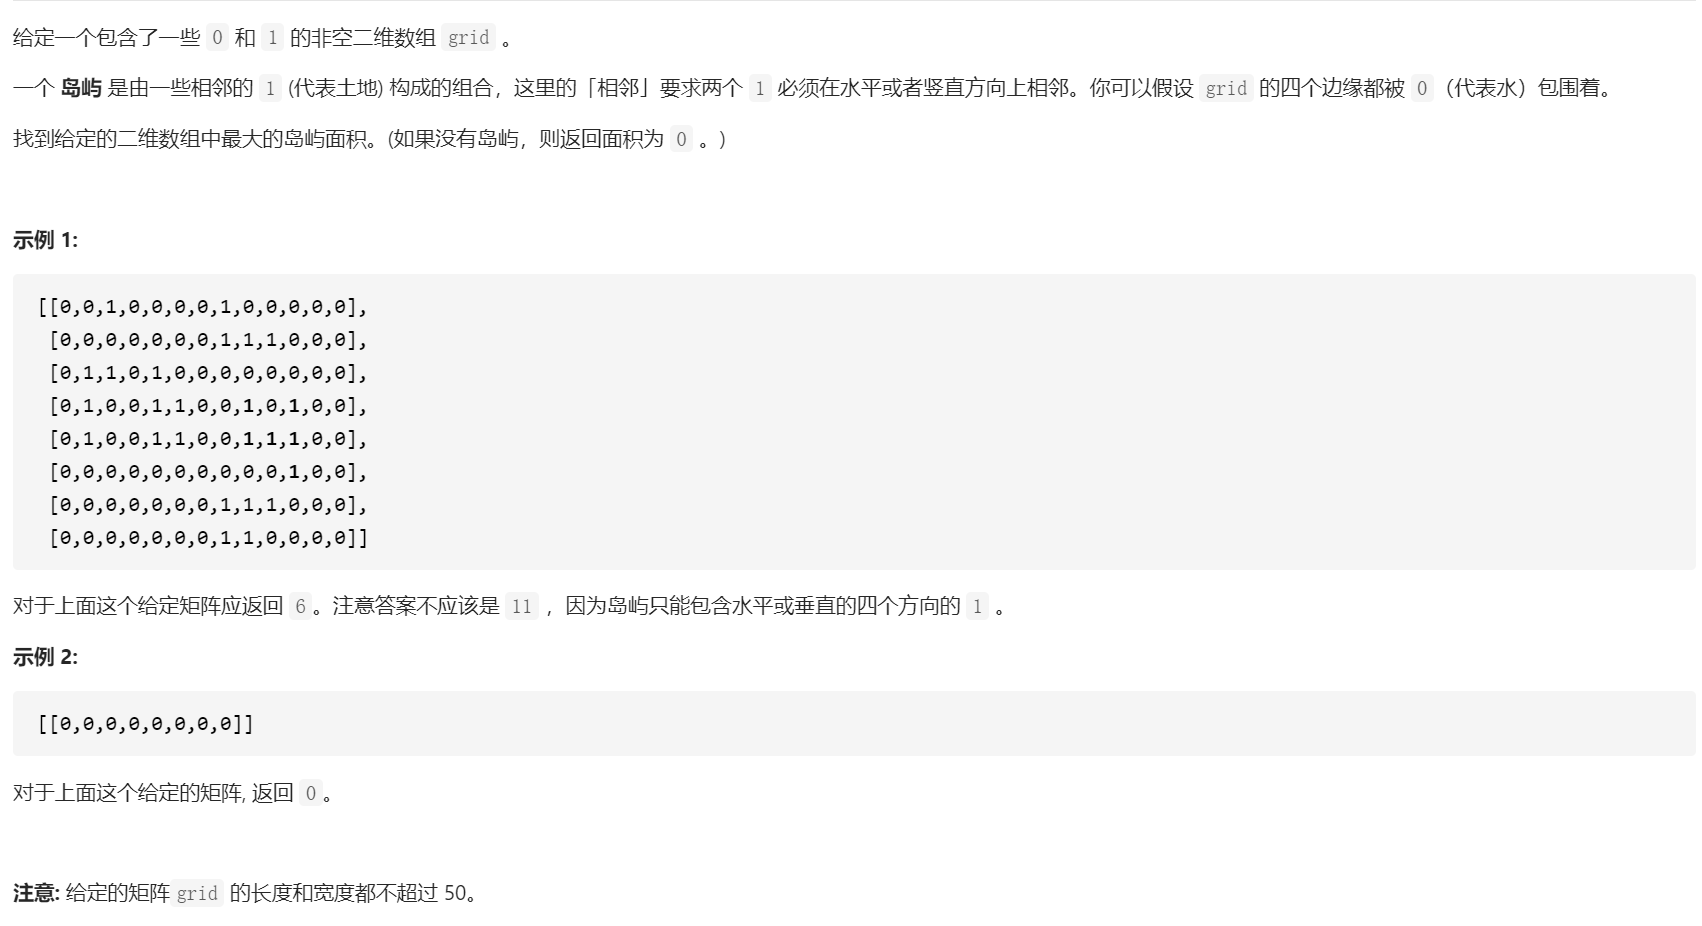 给定一个包含了一些 0 和 1 的非空二维数组 grid 。
一个 岛屿 是由一些相邻的 1 (代表土地) 构成的组合，这里的「相邻」要求两个 1 必须在水平或者竖直方向上相邻。你可以假设 grid 的四个边缘都被 0（代表水）包围着。
找到给定的二维数组中最大的岛屿面积。(如果没有岛屿，则返回面积为 0 。)
示例 1:
[[0,0,1,0,0,0,0,1,0,0,0,0,0],
[0,0,0,0,0,0,0,1,1,1,0,0,0],
[0,1,1,0,1,0,0,0,0,0,0,0,0],
[0,1,0,0,1,1,0,0,1,0,1,0,0],
[0,1,0,0,1,1,0,0,1,1,1,0,0],
[0,0,0,0,0,0,0,0,0,0,1,0,0],
[0,0,0,0,0,0,0,1,1,1,0,0,0],
[0,0,0,0,0,0,0,1,1,0,0,0,0]]
对于上面这个给定矩阵应返回 6。注意答案不应该是 11 ，因为岛屿只能包含水平或垂直的四个方向的 1 。
示例 2:
[[0,0,0,0,0,0,0,0]]
对于上面这个给定的矩阵, 返回 0。
注意: 给定的矩阵grid 的长度和宽度都不超过 50。